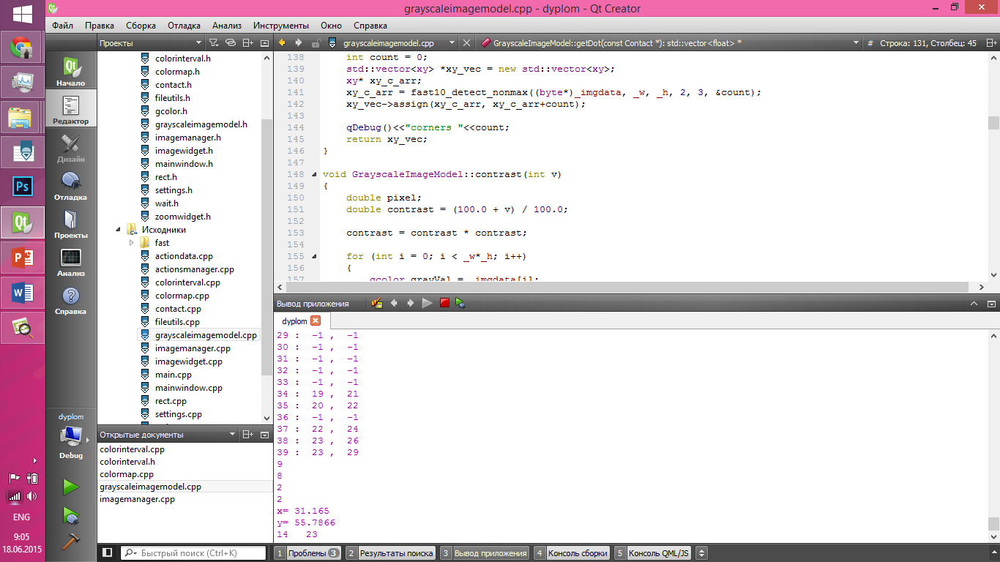 grayscaleimagemodel.cpp - dyplom - Qt Creator
Файл Правка Сборка Отладка Анализ Инструменты Окно Справка
Проекты
grayscaleimagemodel.cpp
GrayscaleImageModel::getDot(const Contact *): std::vector<float> *
# Строка: 131, Столбец: 45
Начало
Редактор
Дизайн
Отладка
Проекты
Анализ
Справка
dyplom
Debug
colorinterval.h
colormap.h
contact.h
fileutils.h
gcolor.h
grayscaleimagemodel.h
imagemanager.h
imagewidget.h
mainwindow.h
rect.h
settings.h
wait.h
zoomwidget.h
Исходники
fast
actiondata.cpp
actionsmanager.cpp
colorinterval.cpp
colormap.cpp
contact.cpp
fileutils.cpp
grayscaleimagemodel.cpp
imagemanager.cpp
imagewidget.cpp
main.cpp
mainwindow.cpp
rect.cpp
settings.cpp
Открытые документы
colorinterval.cpp
colorinterval.h
colormap.cpp
grayscaleimagemodel.cpp
imagemanager.cpp
138 int count = 0;
139 std::vector<xy> *xy_vec = new std::vector<xy>;
140 xy* xy_c_arr;
141 xy_c_arr = fast10_detect_nonmax((byte*)_imgdata, _w, _h, 2, 3, &count);
142 xy_vec->assign(xy_c_arr, xy_c_arr+count);
143
144 qDebug()<<"corners "<<count;
145 return xy_vec;
146 }
147
148 void GrayscaleImageModel::contrast(int v)
149 {
150 double pixel;
151 double contrast = (100.0 + v) / 100.0;
152
153 contrast = contrast * contrast;
154
155 for (int i = 0; i < _w*_h; i++)
156 {
157 gcolor grayVal = _imgdata[i];
Вывод приложения
dyplom
29 : -1 , -1
30 : -1 , -1
31 : -1 , -1
32 : -1 , -1
33 : -1 , -1
34 : 19 , 21
35 : 20 , 22
36 : -1 , -1
37 : 22 , 24
38 : 23 , 26
39 : 23 , 29
9
8
2
2
x= 31.165
y= 55.7866
14 23
Быстрый поиск (Ctrl+K)
1 Проблемы 3
2 Результаты поиска
3 Вывод приложения
4 Консоль сборки
5 Консоль QML/JS
ENG
9:05
18.06.2015